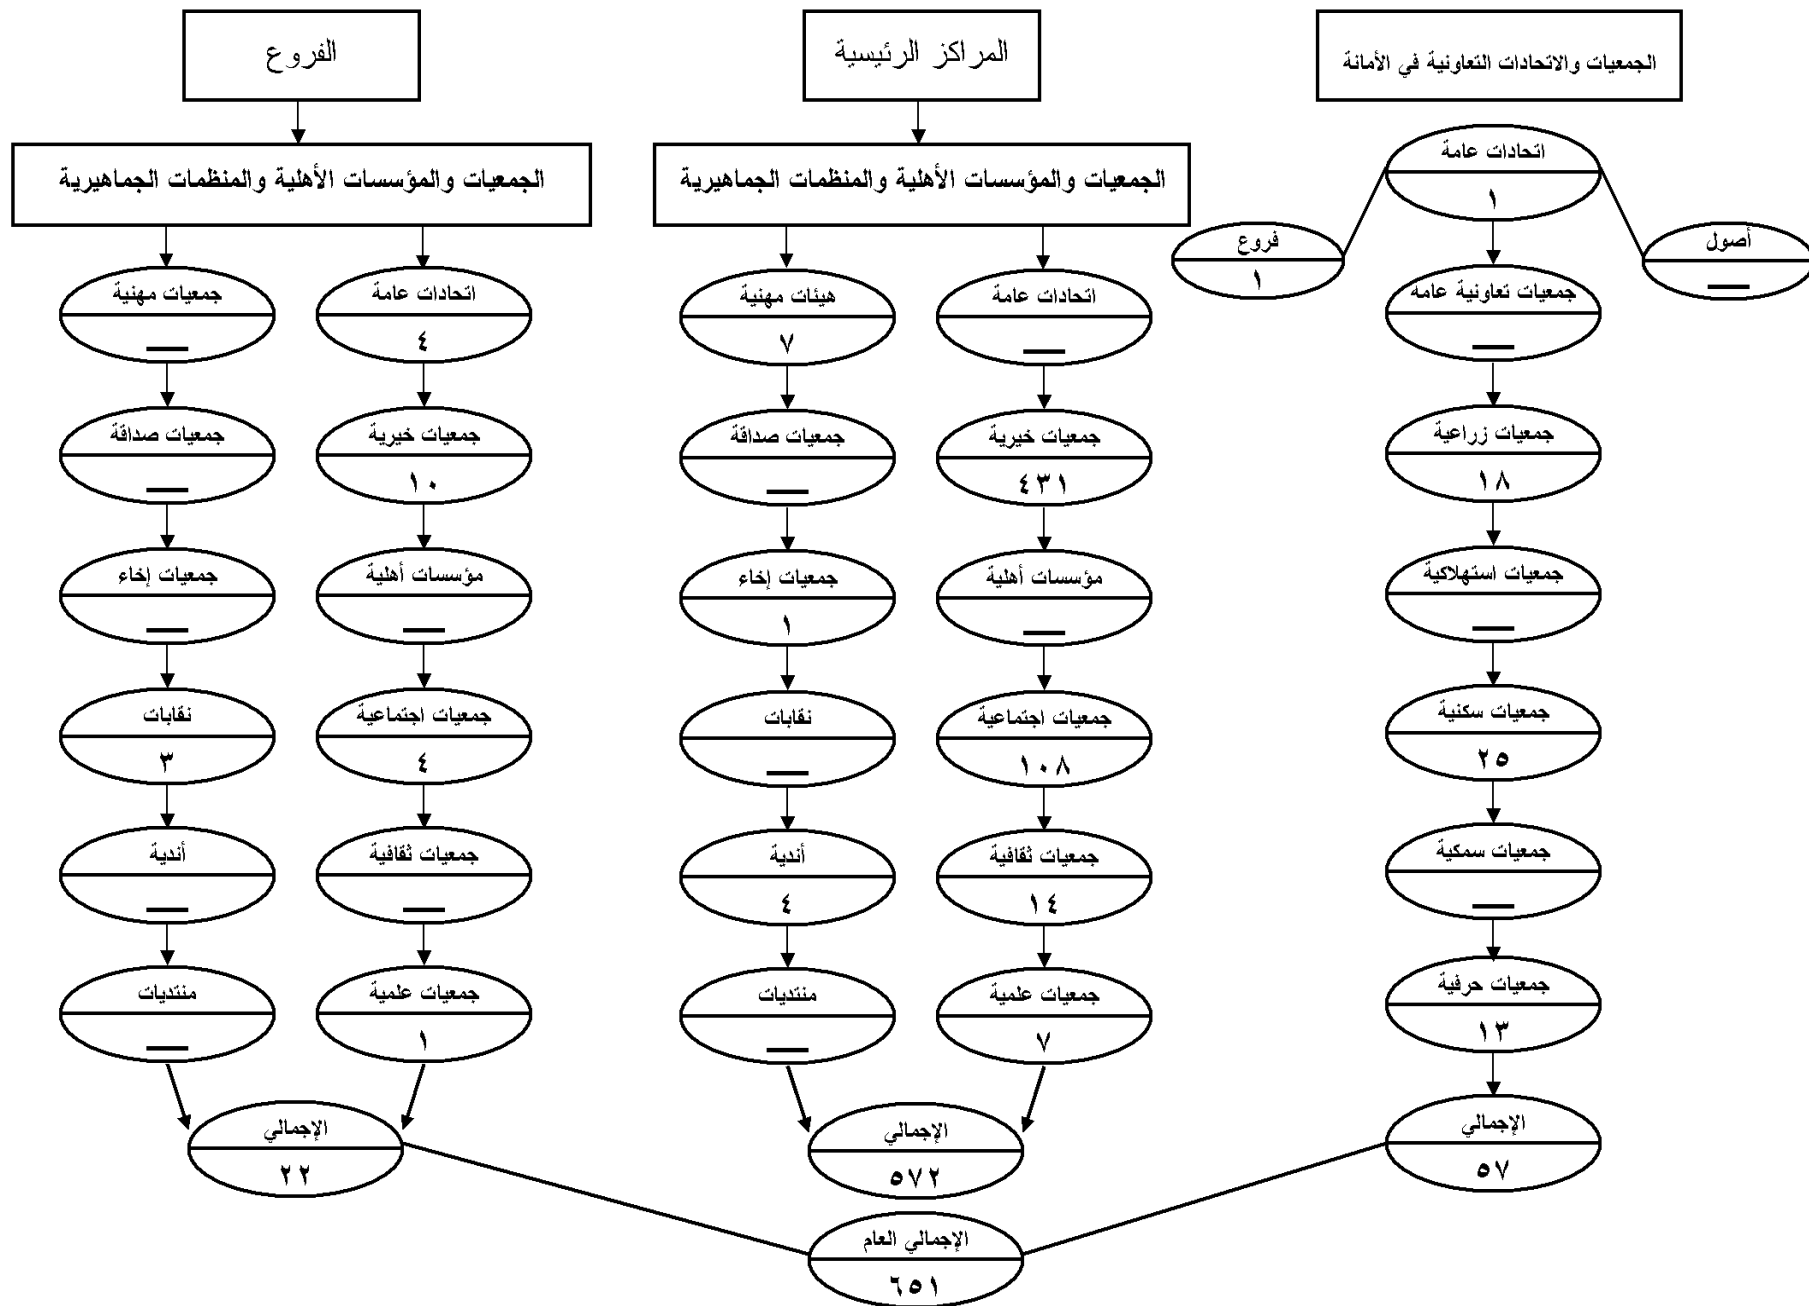 الجمعيات والاتحادات التعاونية في الأمانة
اتحادات عامة
١
أصول
—
فروع
١
جمعيات تعاونية عامة
—
جمعيات زراعية
١٨
جمعيات استهلاكية
—
جمعيات سكنية
٢٥
جمعيات سمكية
—
جمعيات حرفية
١٣
الإجمالي
٥٧
المراكز الرئيسية
الجمعيات والمؤسسات الأهلية والمنظمات الجماهيرية
اتحادات عامة
—
جمعيات خيرية
٤٣١
مؤسسات أهلية
—
جمعيات اجتماعية
١٠٨
جمعيات ثقافية
١٤
جمعيات علمية
٧
هيئات مهنية
٧
جمعيات صداقة
—
جمعيات إخاء
١
نقابات
—
أندية
٤
منتديات
—
الإجمالي
٥٧٢
الفروع
الجمعيات والمؤسسات الأهلية والمنظمات الجماهيرية
اتحادات عامة
٤
جمعيات خيرية
١٠
مؤسسات أهلية
—
جمعيات اجتماعية
٤
جمعيات ثقافية
—
جمعيات علمية
١
جمعيات مهنية
—
جمعيات صداقة
—
جمعيات إخاء
—
نقابات
٣
أندية
—
منتديات
—
الإجمالي
٢٢
الإجمالي العام
٦٥١